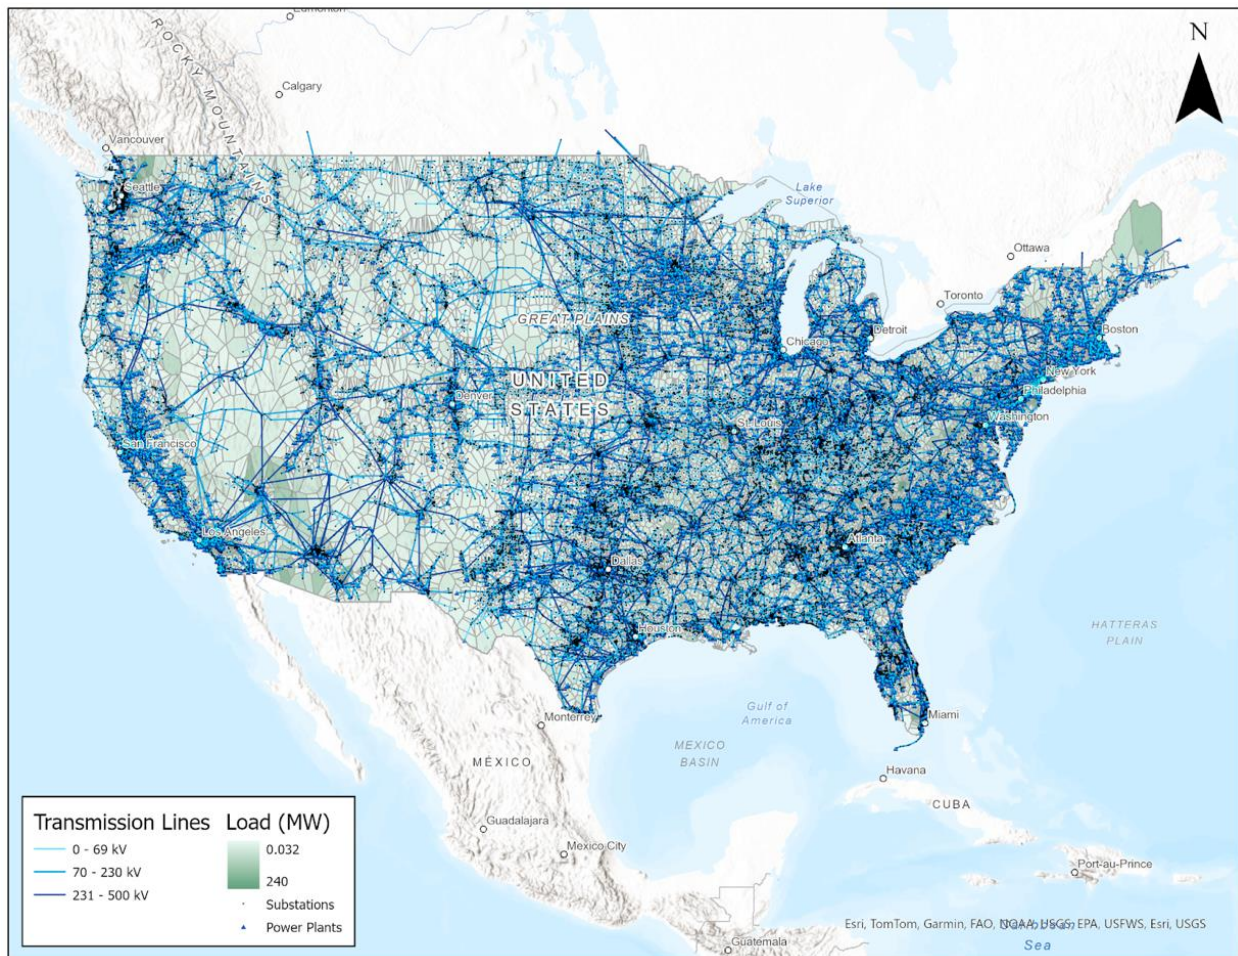 Edmonton
N
ROCKY MOUNTAINS
Calgary
Vancouver
Seattle
Lake
Superior
Ottawa
Toronto
GREAT PLAINS
Detroit
Boston
Chicago
New York
UNITED
STATES
Denver
Philadelphia
Washington
St. Louis
San Francisco
Los Angeles
Atlanta
Dallas
HATTERAS
PLAIN
Houston
Gulf of
America
Monterrey
Miami
MEXICO
BASIN
MÉXICO
Havana
CUBA
Guadalajara
Mexico City
Port-au-Prince
Guatemala
Caribbean
Sea
Transmission Lines
0 - 69 kV
70 - 230 kV
231 - 500 kV
Load (MW)
0.032
240
Substations
Power Plants
Esri, TomTom, Garmin, FAO, NOAA, USGS, EPA, USFWS, Esri, USGS